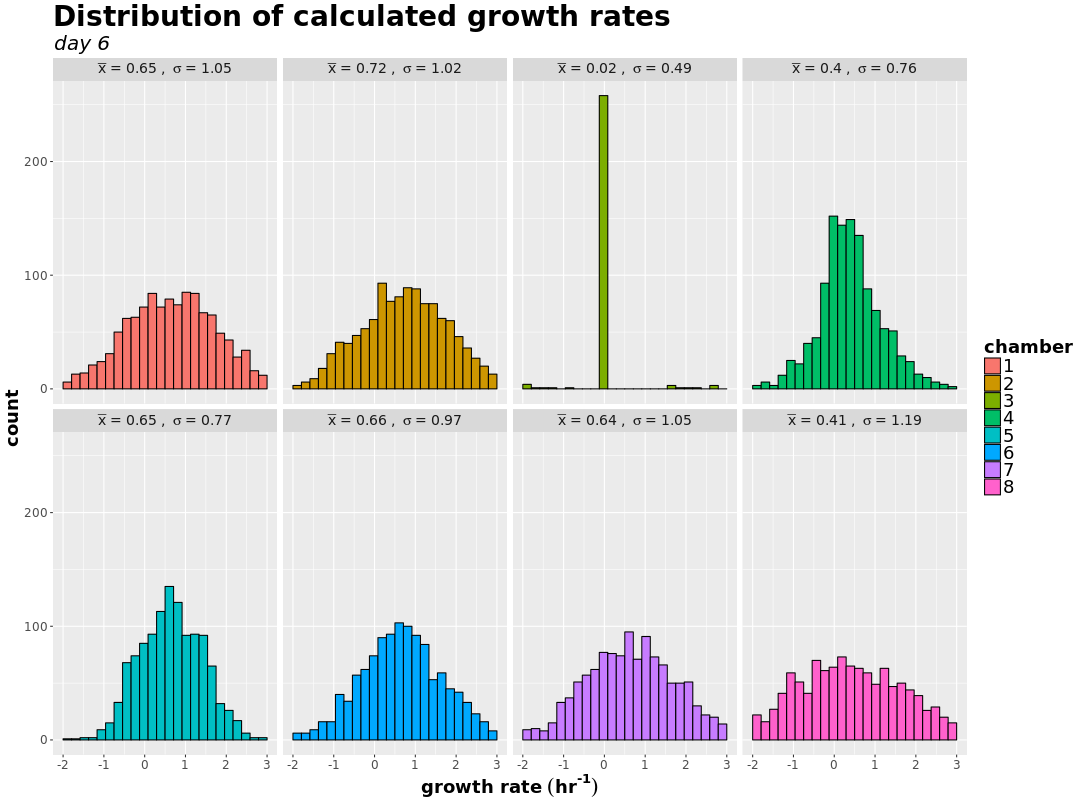 Distribution of calculated growth rates
day 6
x̅ = 0.65 , σ = 1.05
x̅ = 0.72 , σ = 1.02
x̅ = 0.02 , σ = 0.49
x̅ = 0.4 , σ = 0.76
200
100
0
x̅ = 0.65 , σ = 0.77
x̅ = 0.66 , σ = 0.97
x̅ = 0.64 , σ = 1.05
x̅ = 0.41 , σ = 1.19
200
100
0
count
-2 -1 0 1 2 3
-2 -1 0 1 2 3
-2 -1 0 1 2 3
-2 -1 0 1 2 3
growth rate (hr⁻¹)
chamber
1
2
3
4
5
6
7
8